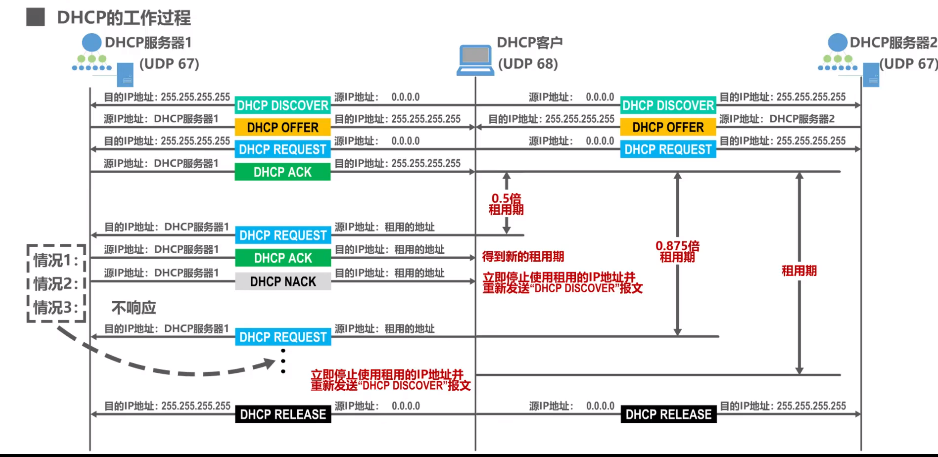 DHCP的工作过程
DHCP服务器1
(UDP 67)
DHCP客户
(UDP 68)
DHCP服务器2
(UDP 67)
目的IP地址: 255.255.255.255 DHCP DISCOVER 源IP地址: 0.0.0.0 源IP地址: 0.0.0.0 DHCP DISCOVER 目的IP地址: 255.255.255.255
源IP地址: DHCP服务器1 DHCP OFFER 目的IP地址: 255.255.255.255 目的IP地址: 255.255.255.255 DHCP OFFER 源IP地址: DHCP服务器2
目的IP地址: 255.255.255.255 DHCP REQUEST 源IP地址: 0.0.0.0 源IP地址: 0.0.0.0 DHCP REQUEST 目的IP地址: 255.255.255.255
源IP地址: DHCP服务器1 DHCP ACK 目的IP地址: 255.255.255.255
0.5倍
租用期
目的IP地址: DHCP服务器1 DHCP REQUEST 源IP地址: 租用的地址
0.875倍
租用期
租用期
情况1: 源IP地址: DHCP服务器1 DHCP ACK 目的IP地址: 租用的地址 得到新的租用期
情况2: 源IP地址: DHCP服务器1 DHCP NACK 目的IP地址: 租用的地址 立即停止使用租用的IP地址并
重新发送“DHCP DISCOVER”报文
情况3: 不响应
目的IP地址: DHCP服务器1 DHCP REQUEST 源IP地址: 租用的地址
立即停止使用租用的IP地址并
重新发送“DHCP DISCOVER”报文
目的IP地址: 255.255.255.255 DHCP RELEASE 源IP地址: 0.0.0.0 源IP地址: 0.0.0.0 DHCP RELEASE 目的IP地址: 255.255.255.255